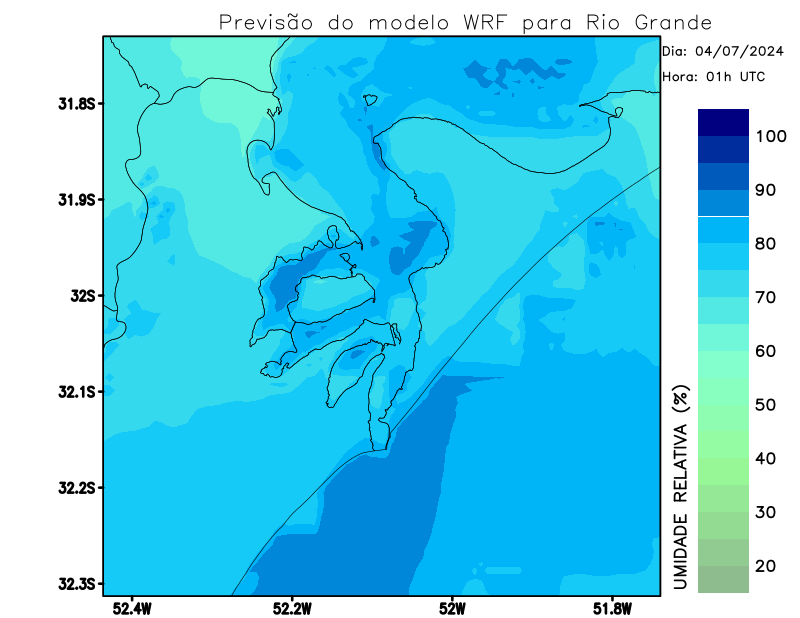 Previsão do modelo WRF para Rio Grande
Dia: 04/07/2024
Hora: 01h UTC
31.8S
31.9S
32S
32.1S
32.2S
32.3S
52.4W
52.2W
52W
51.8W
100
90
80
70
60
50
40
30
20
UMIDADE RELATIVA (%)